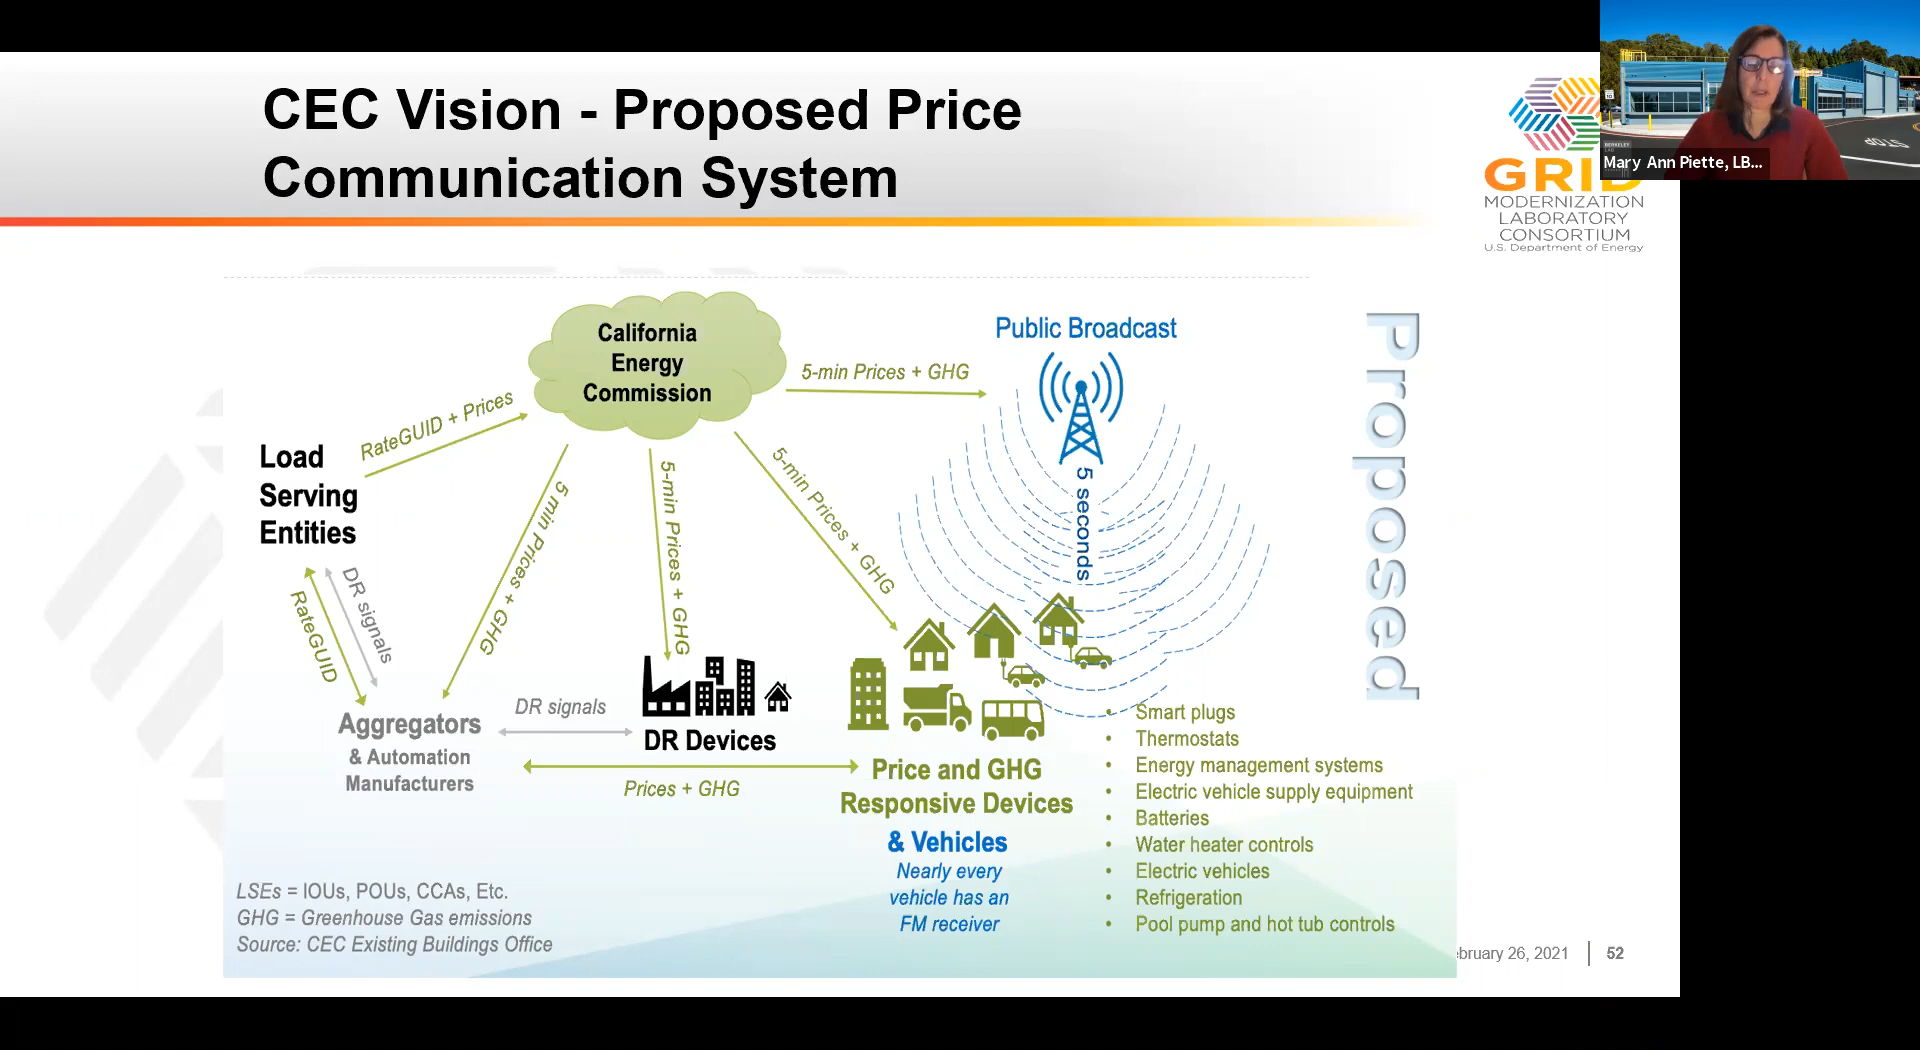 CEC Vision - Proposed Price
Communication System
GRID
MODERNIZATION
LABORATORY
CONSORTIUM
U.S. Department of Energy
Mary Ann Piette, LB...
STOP
California
Energy
Commission
5-min Prices + GHG
Public Broadcast
5 seconds
RateGUID + Prices
Load
Serving
Entities
5 min Prices + GHG
5-min Prices + GHG
5-min Prices + GHG
RateGUID
DR signals
Aggregators
& Automation
Manufacturers
DR signals
DR Devices
Prices + GHG
Price and GHG
Responsive Devices
& Vehicles
Nearly every
vehicle has an
FM receiver
• Smart plugs
• Thermostats
• Energy management systems
• Electric vehicle supply equipment
• Batteries
• Water heater controls
• Electric vehicles
• Refrigeration
• Pool pump and hot tub controls
Proposed
LSEs = IOUs, POUs, CCAs, Etc.
GHG = Greenhouse Gas emissions
Source: CEC Existing Buildings Office
ebruary 26, 2021
52